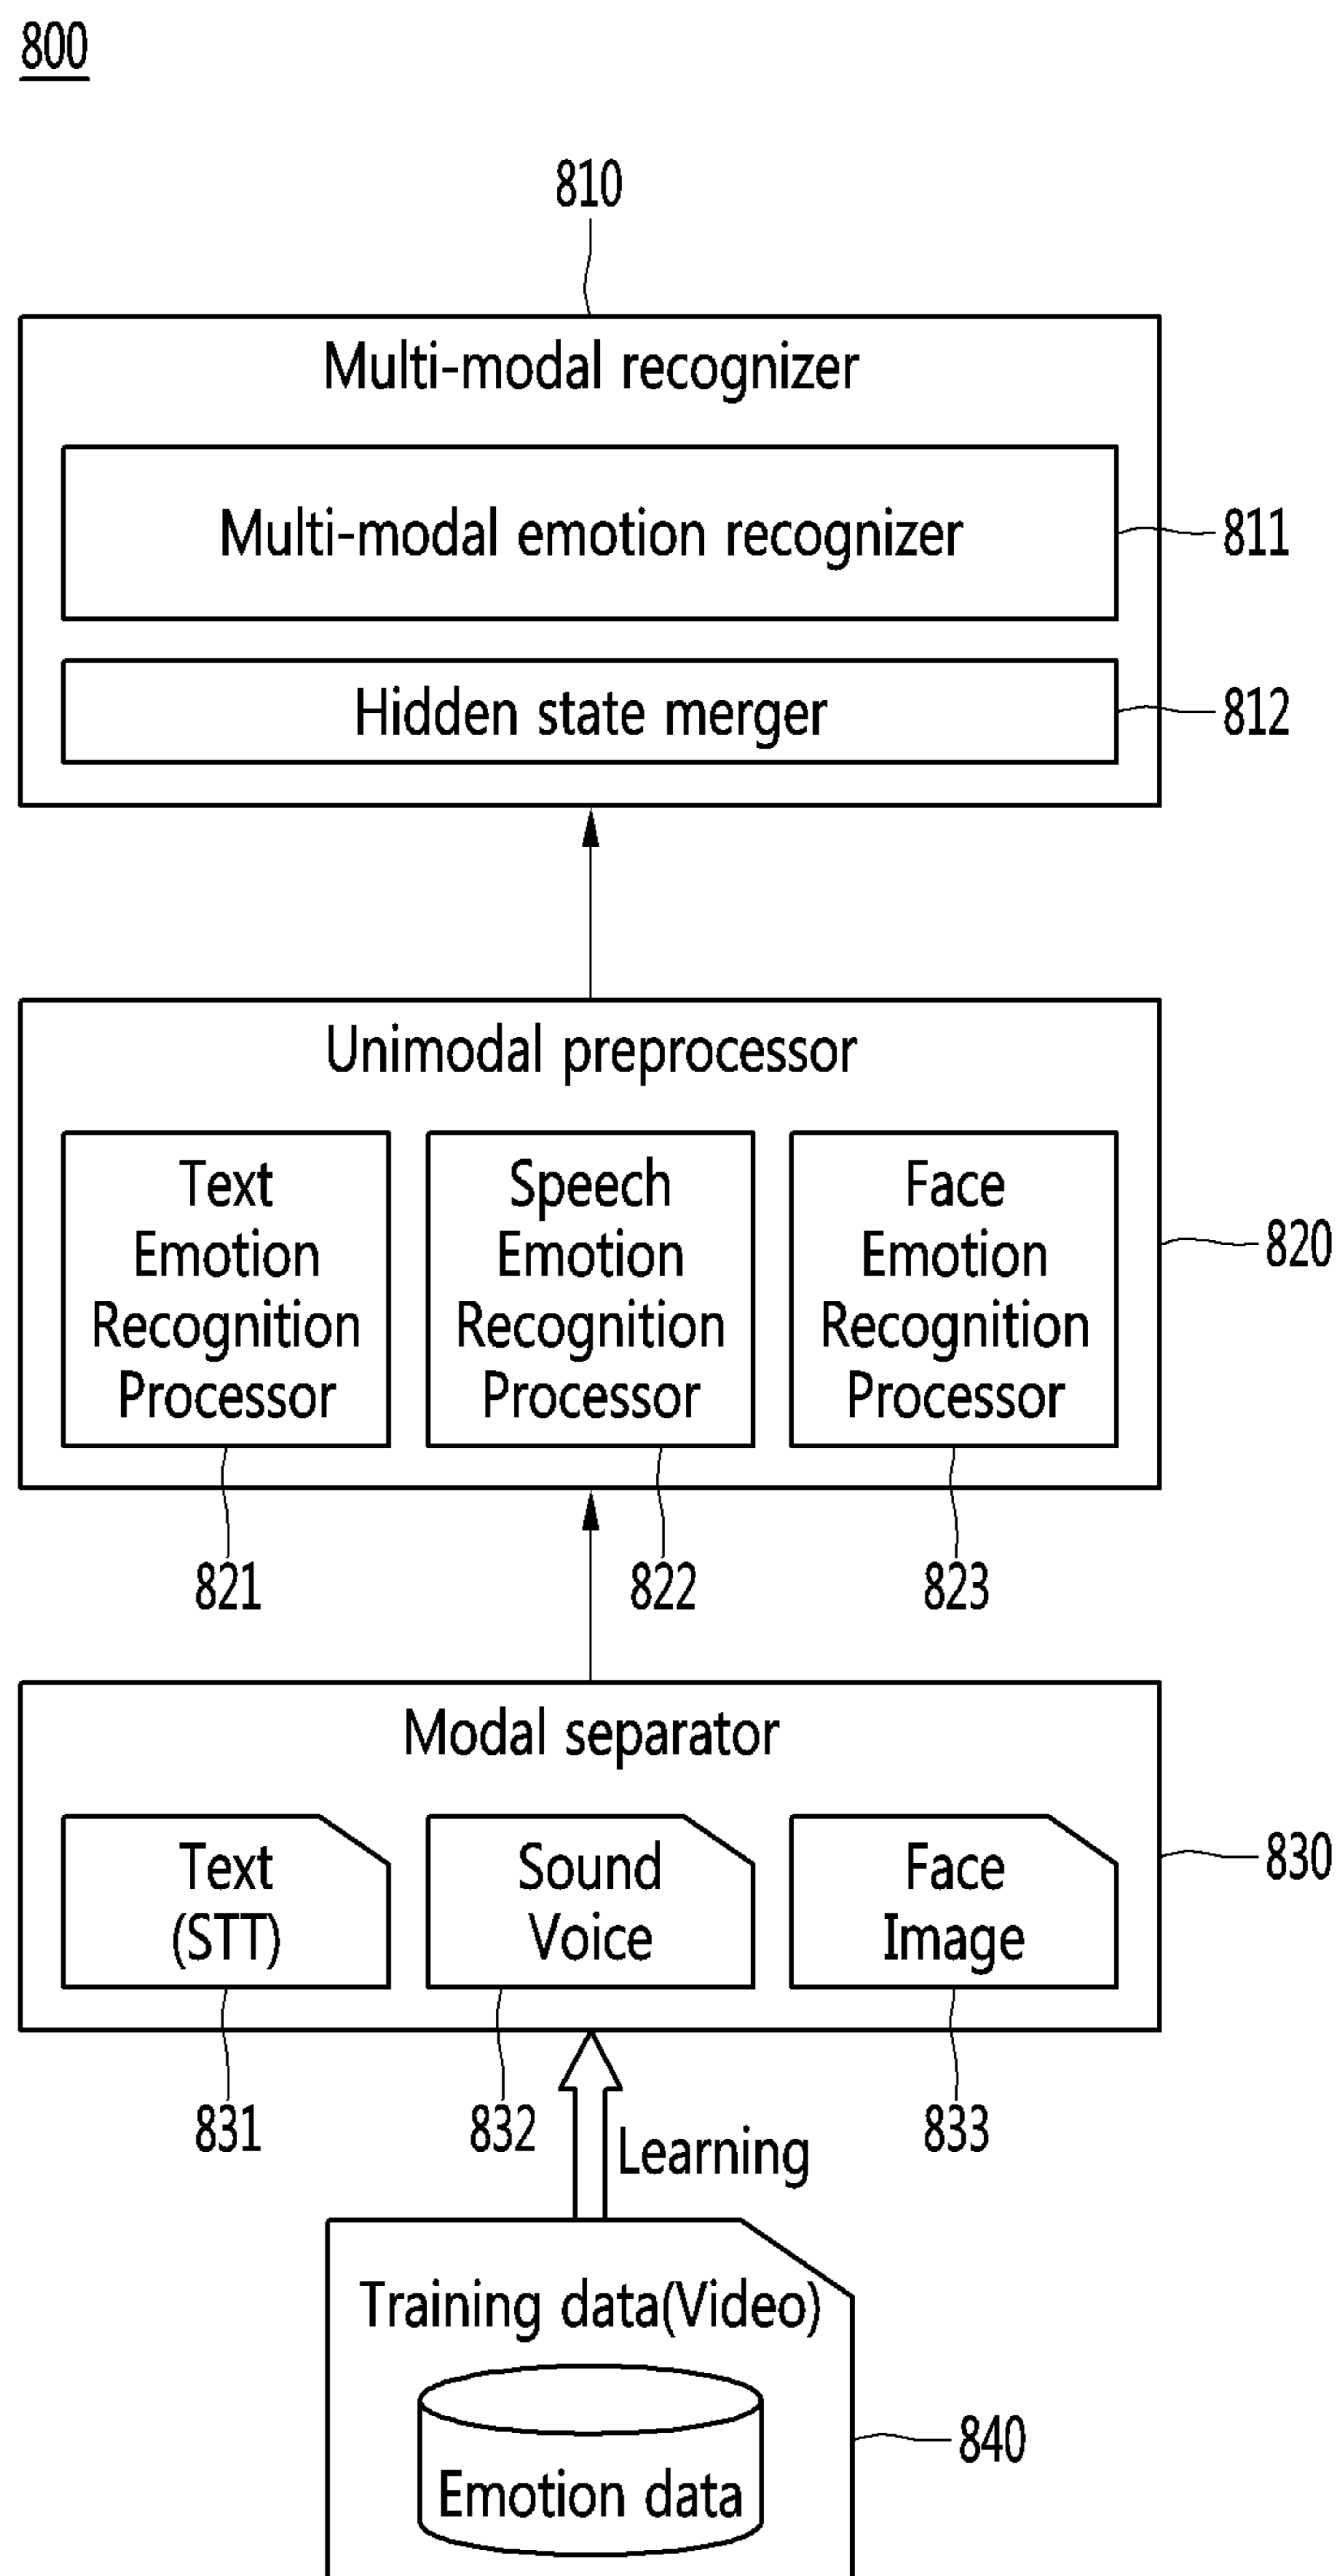 800
810
Multi-modal recognizer
Multi-modal emotion recognizer
811
Hidden state merger
812
Unimodal preprocessor
Text
Emotion
Recognition
Processor
Speech
Emotion
Recognition
Processor
Face
Emotion
Recognition
Processor
820
821
822
823
Modal separator
Text
(STT)
Sound
Voice
Face
Image
830
831
832
833
Learning
Training data(Video)
Emotion data
840